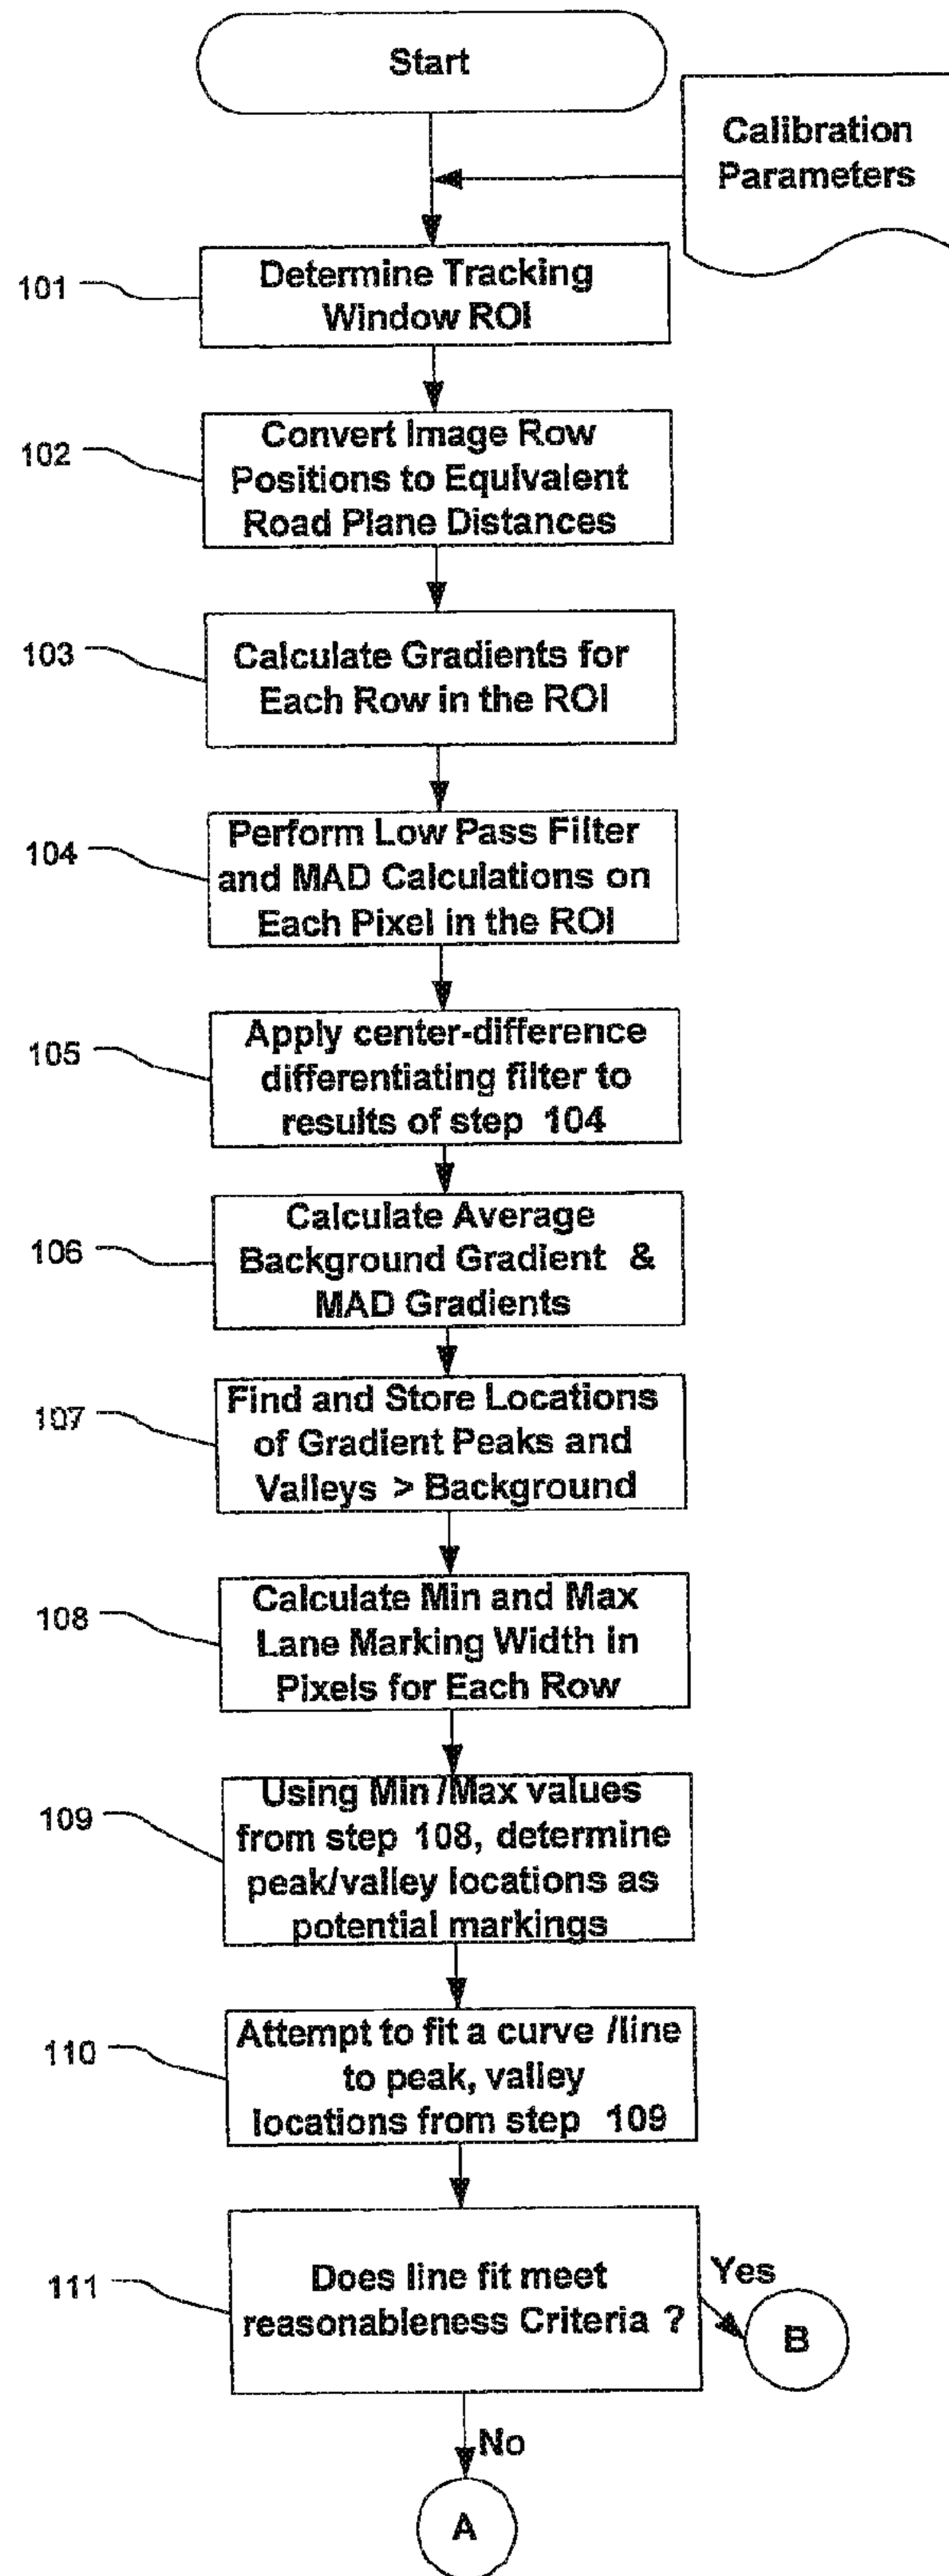 Start
Calibration
Parameters
101
Determine Tracking
Window ROI
102
Convert Image Row
Positions to Equivalent
Road Plane Distances
103
Calculate Gradients for
Each Row in the ROI
104
Perform Low Pass Filter
and MAD Calculations on
Each Pixel in the ROI
105
Apply center-difference
differentiating filter to
results of step 104
106
Calculate Average
Background Gradient &
MAD Gradients
107
Find and Store Locations
of Gradient Peaks and
Valleys > Background
108
Calculate Min and Max
Lane Marking Width in
Pixels for Each Row
109
Using Min/Max values
from step 108, determine
peak/valley locations as
potential markings
110
Attempt to fit a curve/line
to peak, valley
locations from step 109
111
Does line fit meet
reasonableness Criteria ?
Yes
B
No
A